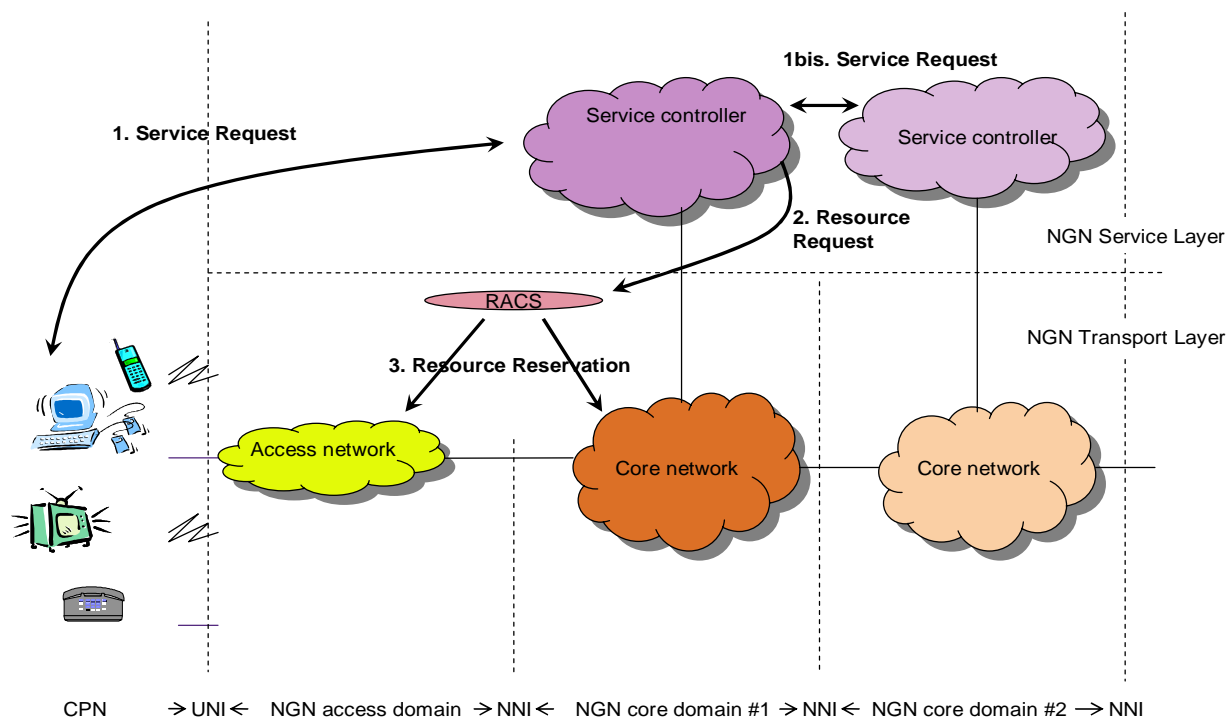 1bis. Service Request
Service controller
1. Service Request
Service controller
2. Resource
Request
NGN Service Layer
RACS
NGN Transport Layer
3. Resource Reservation
Access network
Core network
Core network
CPN
UNI
NGN access domain
NNI
NGN core domain #1
NNI
NGN core domain #2
NNI